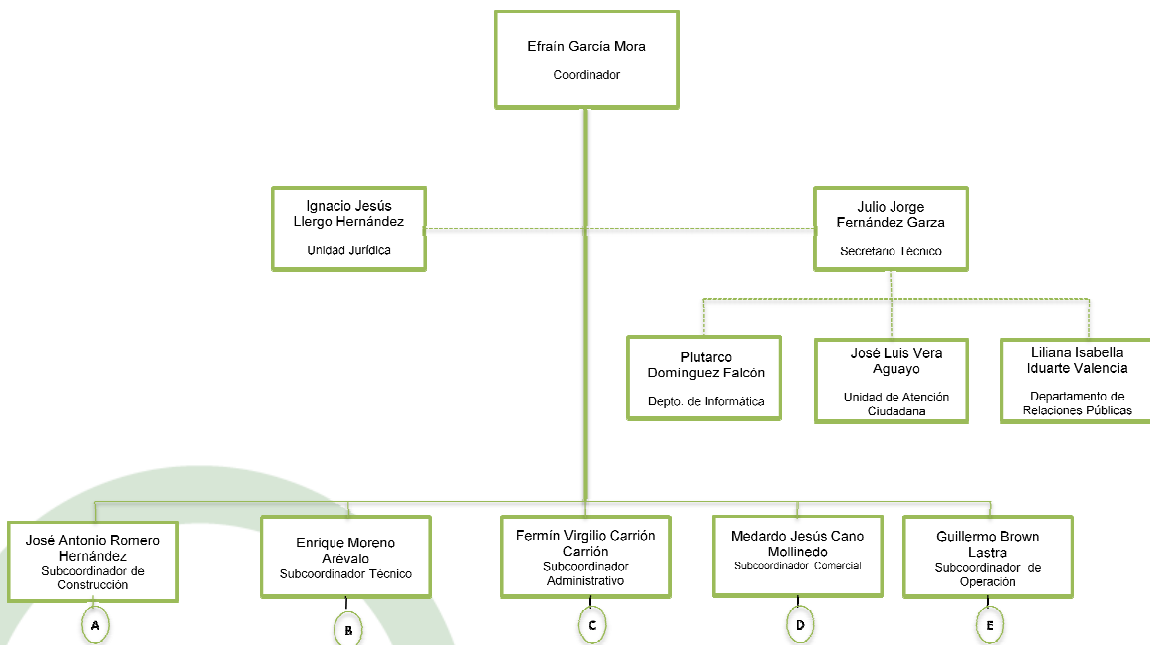 Efraín García Mora
Coordinador
Ignacio Jesús
Llergo Hernández
Unidad Jurídica
Julio Jorge
Fernández Garza
Secretario Técnico
Plutarco
Domínguez Falcón
Depto. de Informática
José Luis Vera
Aguayo
Unidad de Atención
Ciudadana
Liliana Isabella
Iduarte Valencia
Departamento de
Relaciones Públicas
José Antonio Romero
Hernández
Subcoordinador de
Construcción
Enrique Moreno
Arévalo
Subcoordinador Técnico
Fermín Virgilio Carrión
Carrión
Subcoordinador
Administrativo
Medardo Jesús Cano
Mollinedo
Subcoordinador Comercial
Guillermo Brown
Lastra
Subcoordinador de
Operación
A
B
C
D
E